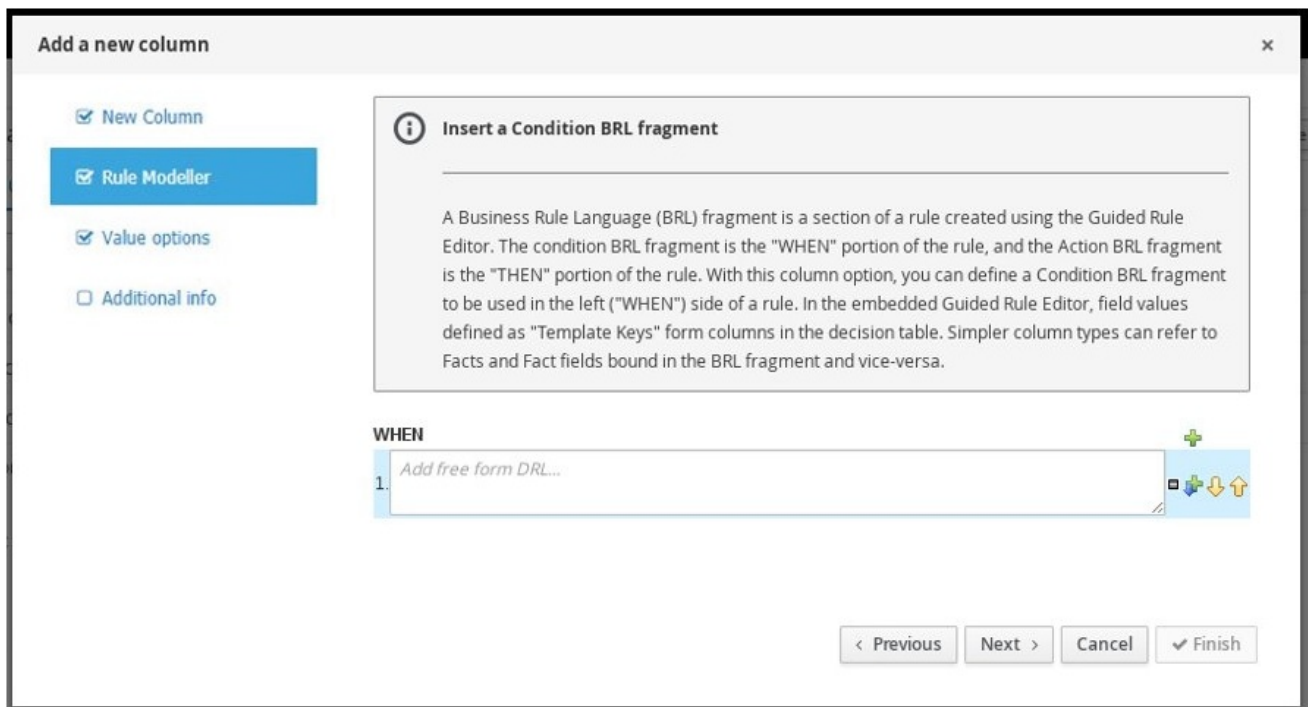 Add a new column
×
New Column
Rule Modeller
Value options
Additional info
Insert a Condition BRL fragment
A Business Rule Language (BRL) fragment is a section of a rule created using the Guided Rule
Editor. The condition BRL fragment is the "WHEN" portion of the rule, and the Action BRL fragment
is the "THEN" portion of the rule. With this column option, you can define a Condition BRL fragment
to be used in the left ("WHEN") side of a rule. In the embedded Guided Rule Editor, field values
defined as "Template Keys" form columns in the decision table. Simpler column types can refer to
Facts and Fact fields bound in the BRL fragment and vice-versa.
WHEN
1. Add free form DRL...
< Previous Next > Cancel Finish